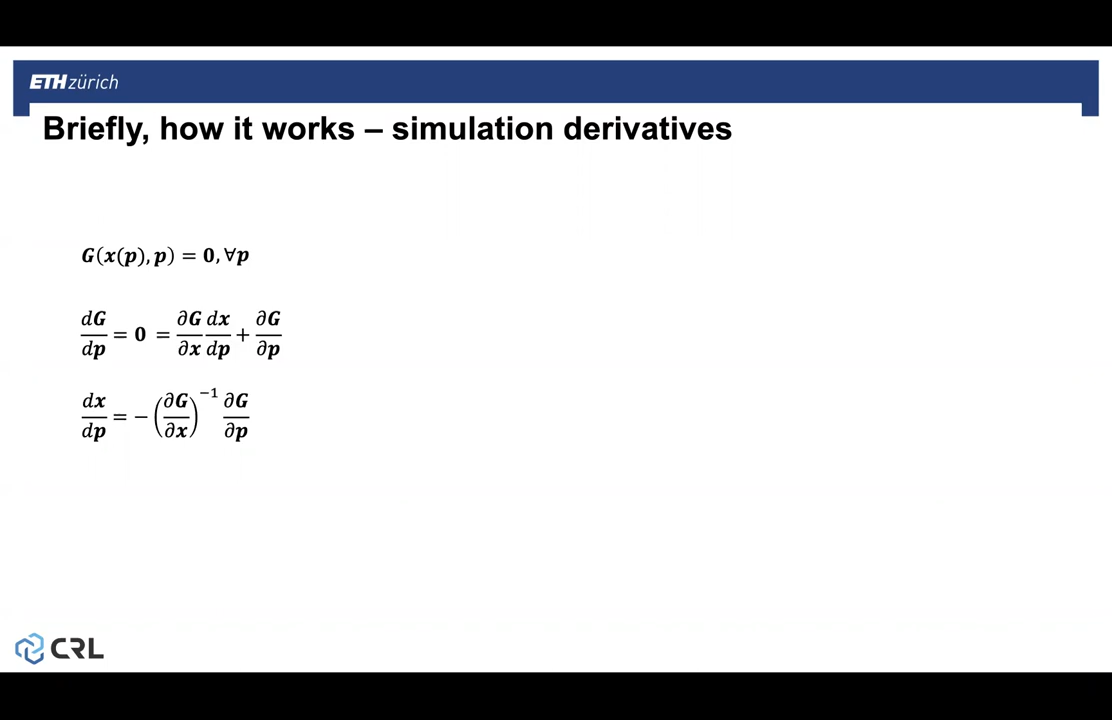 ETH zürich
Briefly, how it works – simulation derivatives
G(x(p), p) = 0, ∀p
dG/dp = 0 = ∂G/∂x dx/dp + ∂G/∂p
dx/dp = −(∂G/∂x)⁻¹ ∂G/∂p
CRL